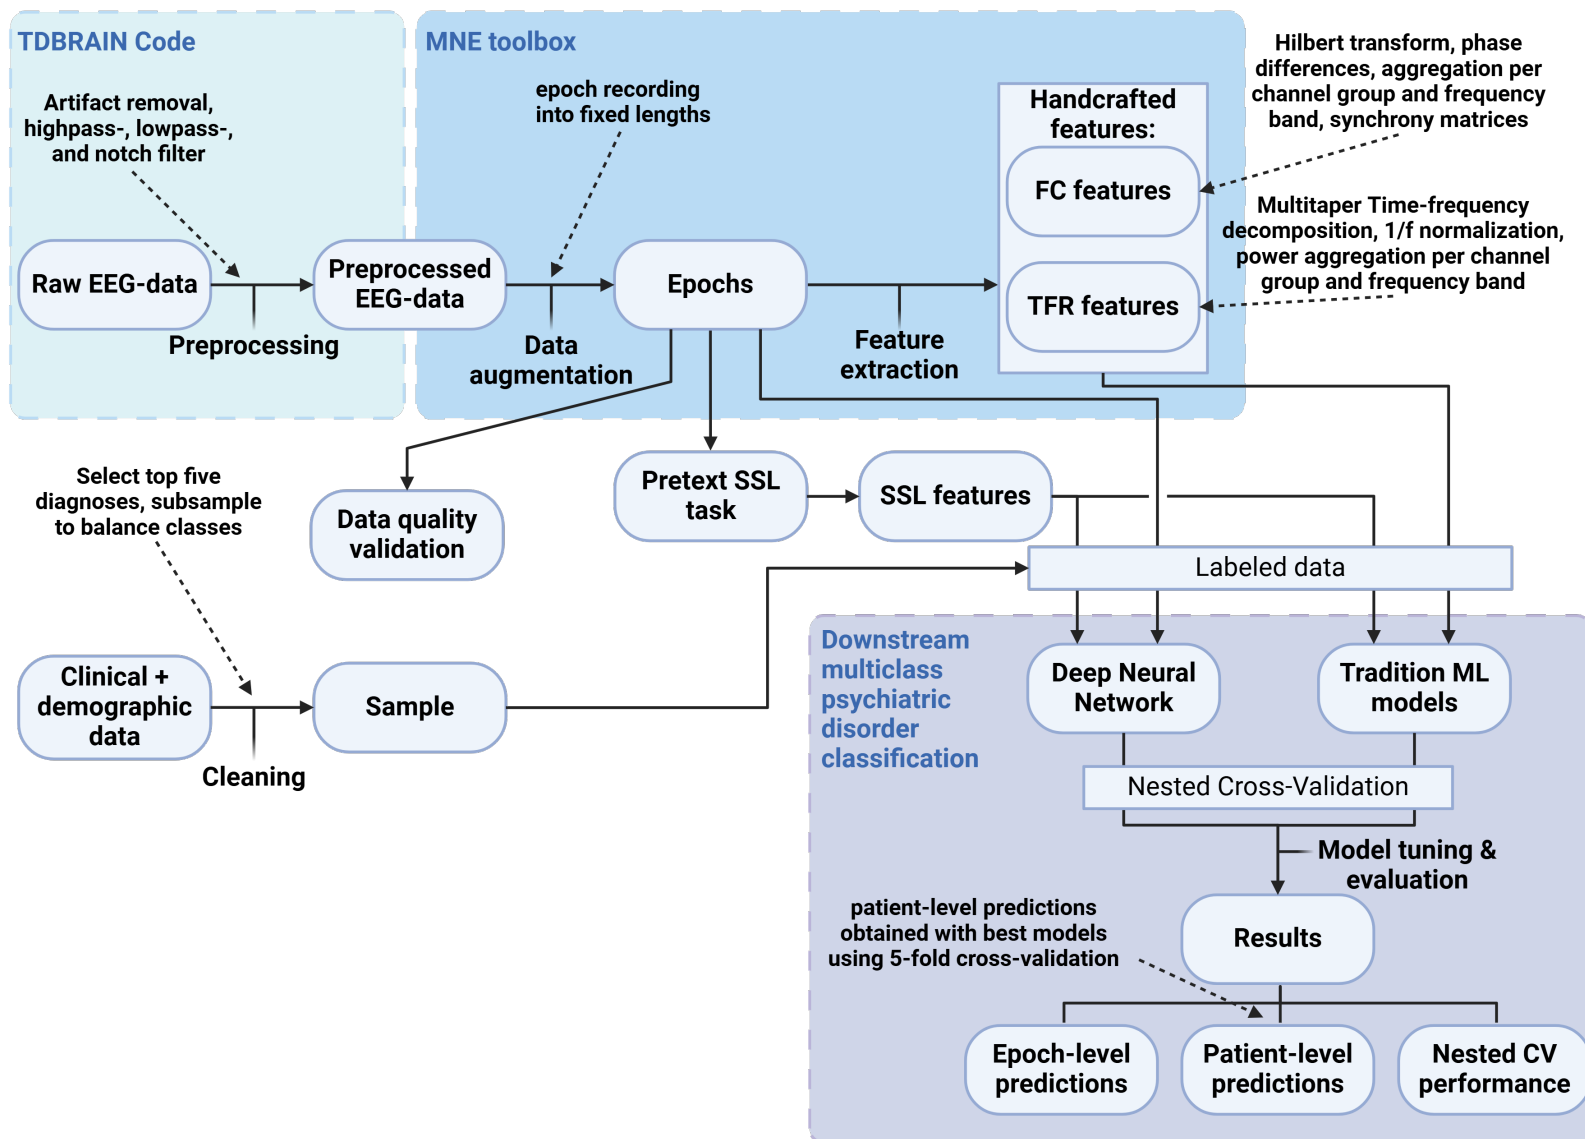 TDBRAIN Code
MNE toolbox
Artifact removal,
highpass-, lowpass-,
and notch filter
epoch recording
into fixed lengths
Handcrafted
features:
FC features
TFR features
Hilbert transform, phase
differences, aggregation per
channel group and frequency
band, synchrony matrices
Multitaper Time-frequency
decomposition, 1/f normalization,
power aggregation per channel
group and frequency band
Raw EEG-data
Preprocessed
EEG-data
Epochs
Preprocessing
Data
augmentation
Feature
extraction
Select top five
diagnoses, subsample
to balance classes
Data quality
validation
Pretext SSL
task
SSL features
Labeled data
Clinical +
demographic
data
Sample
Cleaning
Downstream
multiclass
psychiatric
disorder
classification
Deep Neural
Network
Tradition ML
models
Nested Cross-Validation
Model tuning &
evaluation
patient-level predictions
obtained with best models
using 5-fold cross-validation
Results
Epoch-level
predictions
Patient-level
predictions
Nested CV
performance